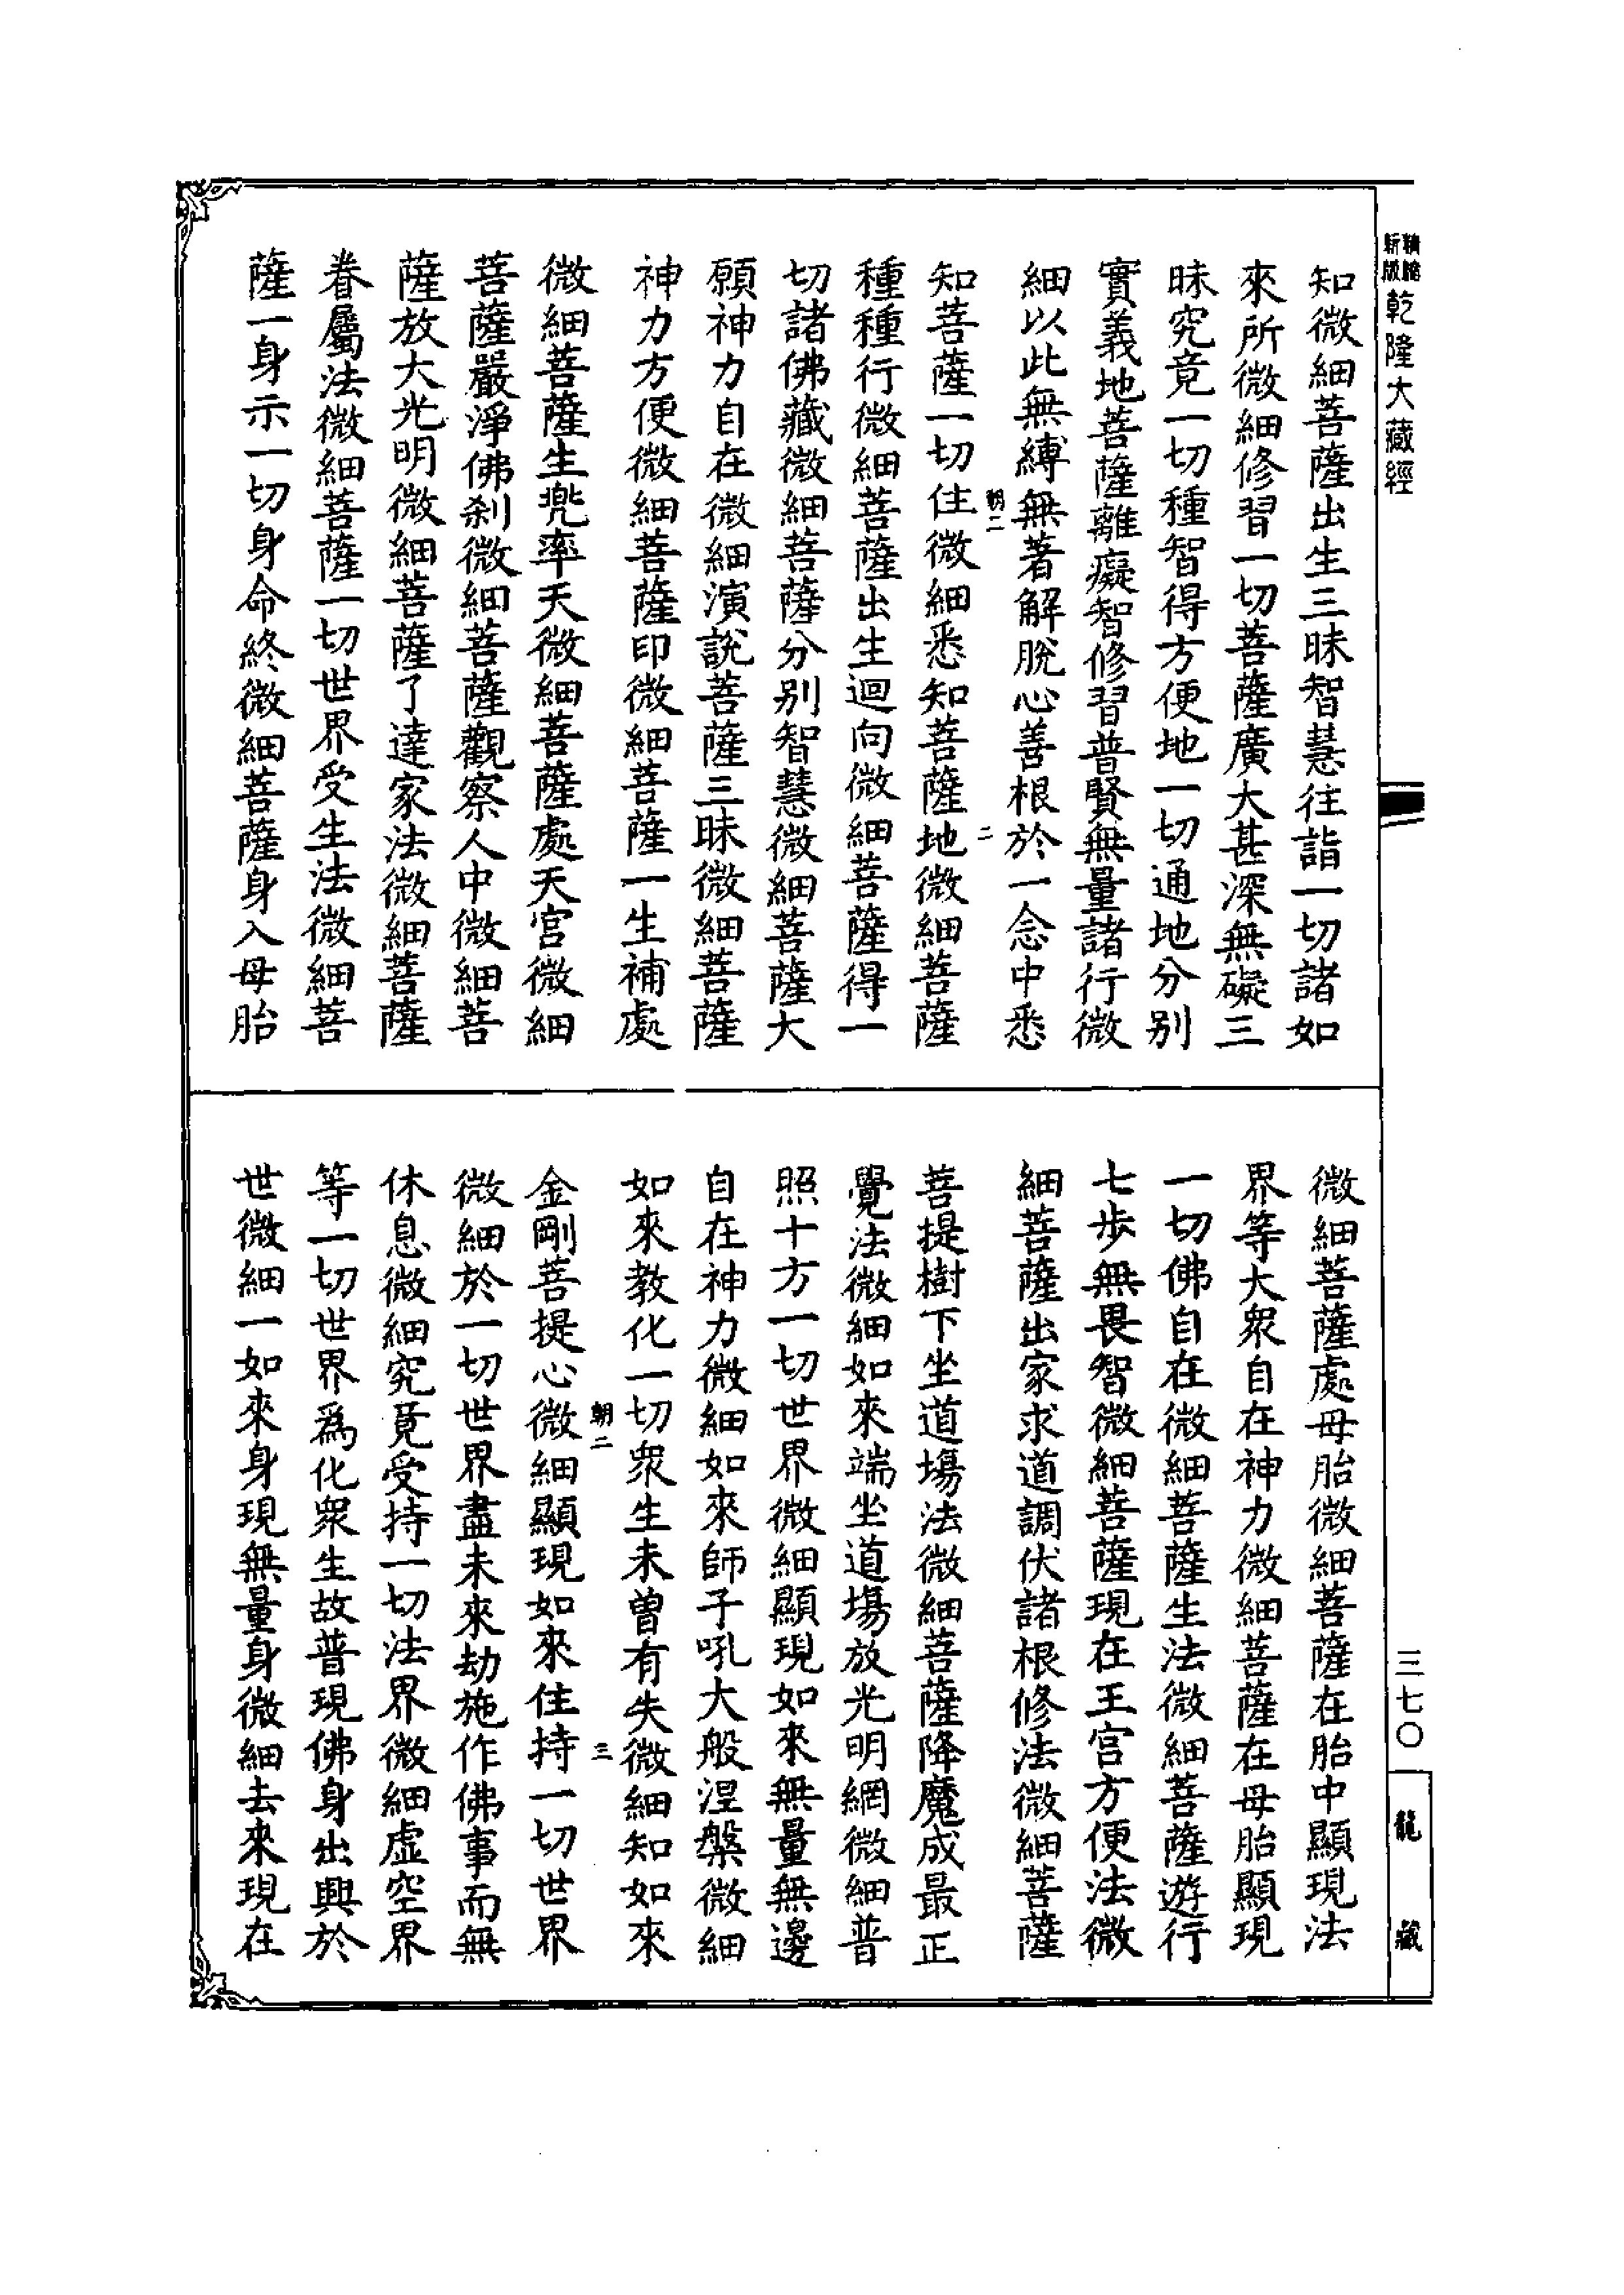 新版
精縮
乾隆大藏經
知微細菩薩出生三昧智慧往詣一切諸如
來所微細修習一切菩薩廣大甚深無礙三
昧究竟一切種智得方便地一切通地分別
實義地菩薩離癡智修習普賢無量諸行微
細以此無縛無著解脫心善根於一念中悉
朝二
二
知菩薩一切住微細悉知菩薩地微細菩薩
種種行微細菩薩出生迴向微細菩薩得一
切諸佛藏微細菩薩分別智慧微細菩薩大
願神力自在微細演說菩薩三昧微細菩薩
神力方便微細菩薩印微細菩薩一生補處
微細菩薩生兜率天微細菩薩處天宮微細
菩薩嚴淨佛刹微細菩薩觀察人中微細菩
薩放大光明微細菩薩了達家法微細菩薩
眷屬法微細菩薩一切世界受生法微細菩
薩一身示一切身命終微細菩薩身入母胎
微細菩薩處母胎微細菩薩在胎中顯現法
界等大眾自在神力微細菩薩在母胎顯現
一切佛自在微細菩薩生法微細菩薩遊行
七步無畏智微細菩薩現在王宮方便法微
細菩薩出家求道調伏諸根修法微細菩薩
菩提樹下坐道場法微細菩薩降魔成最正
覺法微細如來端坐道場放光明網微細普
照十方一切世界微細顯現如來無量無邊
自在神力微細如來師子吼大般涅槃微細
如來教化一切眾生未曾有失微細知如來
朝二
三
金剛菩提心微細顯現如來住持一切世界
微細於一切世界盡未來劫施作佛事而無
休息微細究竟受持一切法界微細虛空界
等一切世界爲化眾生故普現佛身出興於
世微細一如來身現無量身微細去來現在
三七〇
龍藏